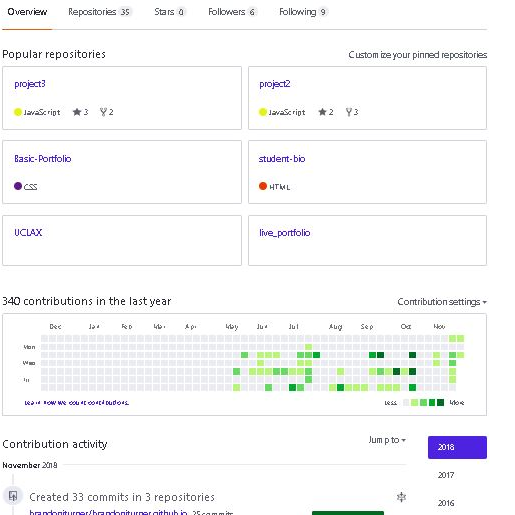 Overview Repositories 35 Stars 0 Followers 6 Following 9
Popular repositories Customize your pinned repositories
project3 project2
JavaScript 3 2 JavaScript 2 3
Basic-Portfolio student-bio
CSS HTML
UCLAX live_portfolio
340 contributions in the last year Contribution settings
Dec Jan Feb Mar Apr May Jun Jul Aug Sep Oct Nov
Mon
Wed
Fri
Learn how we count contributions. Less More
Contribution activity Jump to 2018
November 2018
2017
Created 33 commits in 3 repositories
2016
brandoniturner/brandoniturner.github.io 25 commits